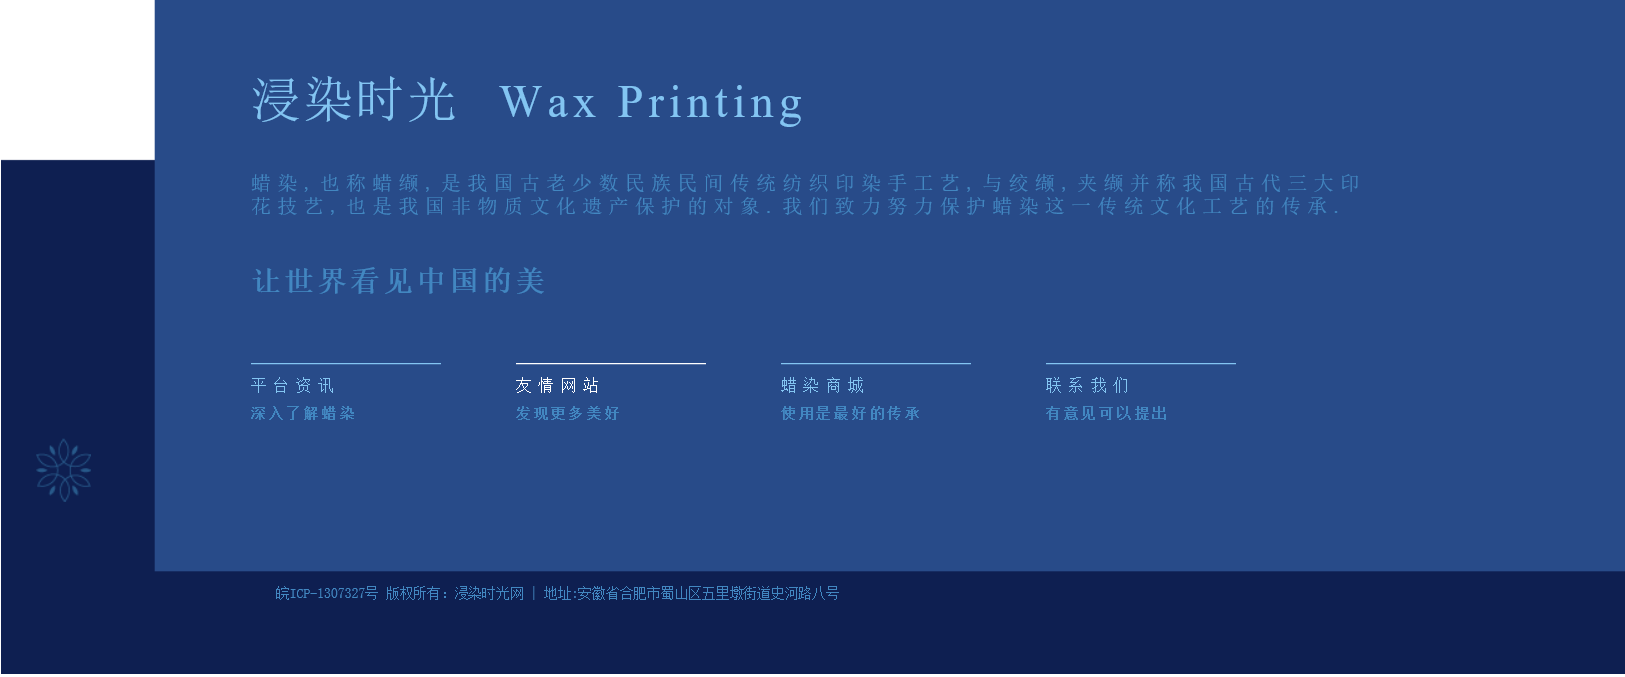 浸染时光 Wax Printing
蜡染, 也称蜡缬, 是我国古老少数民族民间传统纺织印染手工艺, 与绞缬, 夹缬并称我国古代三大印
花技艺, 也是我国非物质文化遗产保护的对象. 我们致力努力保护蜡染这一传统文化工艺的传承.
让世界看见中国的美
平台资讯
深入了解蜡染
友情网站
发现更多美好
蜡染商城
使用是最好的传承
联系我们
有意见可以提出
皖ICP-1307327号 版权所有: 浸染时光网 | 地址:安徽省合肥市蜀山区五里墩街道史河路八号